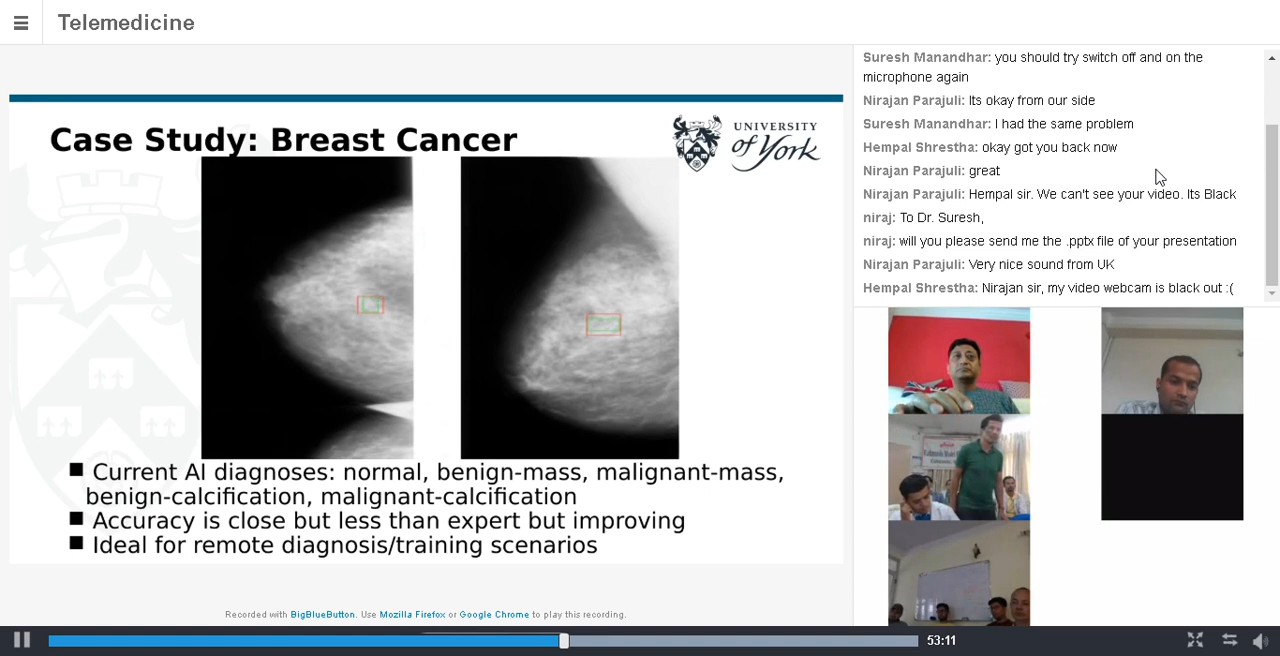 Telemedicine
Case Study: Breast Cancer
UNIVERSITY
of York
Current AI diagnoses: normal, benign-mass, malignant-mass,
benign-calcification, malignant-calcification
Accuracy is close but less than expert but improving
Ideal for remote diagnosis/training scenarios
Recorded with BigBlueButton. Use Mozilla Firefox or Google Chrome to play this recording.
Suresh Manandhar: you should try switch off and on the
microphone again
Nirajan Parajuli: Its okay from our side
Suresh Manandhar: I had the same problem
Hempal Shrestha: okay got you back now
Nirajan Parajuli: great
Nirajan Parajuli: Hempal sir. We can't see your video. Its Black
niraj: To Dr. Suresh,
niraj: will you please send me the .pptx file of your presentation
Nirajan Parajuli: Very nice sound from UK
Hempal Shrestha: Nirajan sir, my video webcam is black out :(
53:11